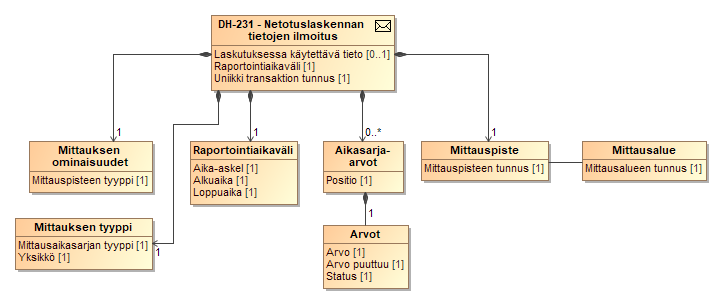 DH-231 - Netotuslaskennan
tietojen ilmoitus
Laskutuksessa käytettävä tieto [0..1]
Raportointiaikaväli [1]
Uniikki transaktion tunnus [1]
1
1
0..*
1
Mittauksen
ominaisuudet
Mittauspisteen tyyppi [1]
Raportointiaikaväli
Aika-askel [1]
Alkuaika [1]
Loppuaika [1]
Aikasarja-
arvot
Positio [1]
Mittauspiste
Mittauspisteen tunnus [1]
Mittausalue
Mittausalueen tunnus [1]
1
Mittauksen tyyppi
Mittausaikasarjan tyyppi [1]
Yksikkö [1]
1
Arvot
Arvo [1]
Arvo puuttuu [1]
Status [1]